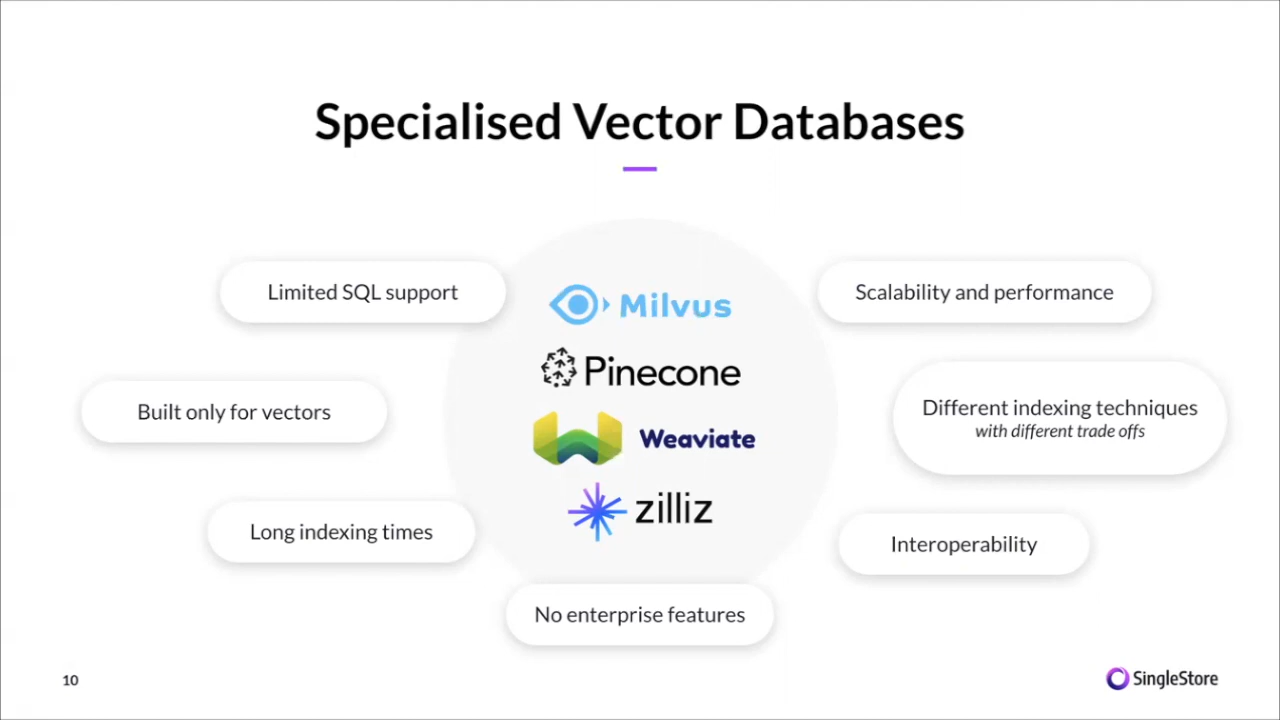 Specialised Vector Databases
Limited SQL support
Built only for vectors
Long indexing times
Milvus
Pinecone
Weaviate
zilliz
No enterprise features
Scalability and performance
Different indexing techniques
with different trade offs
Interoperability
10
SingleStore